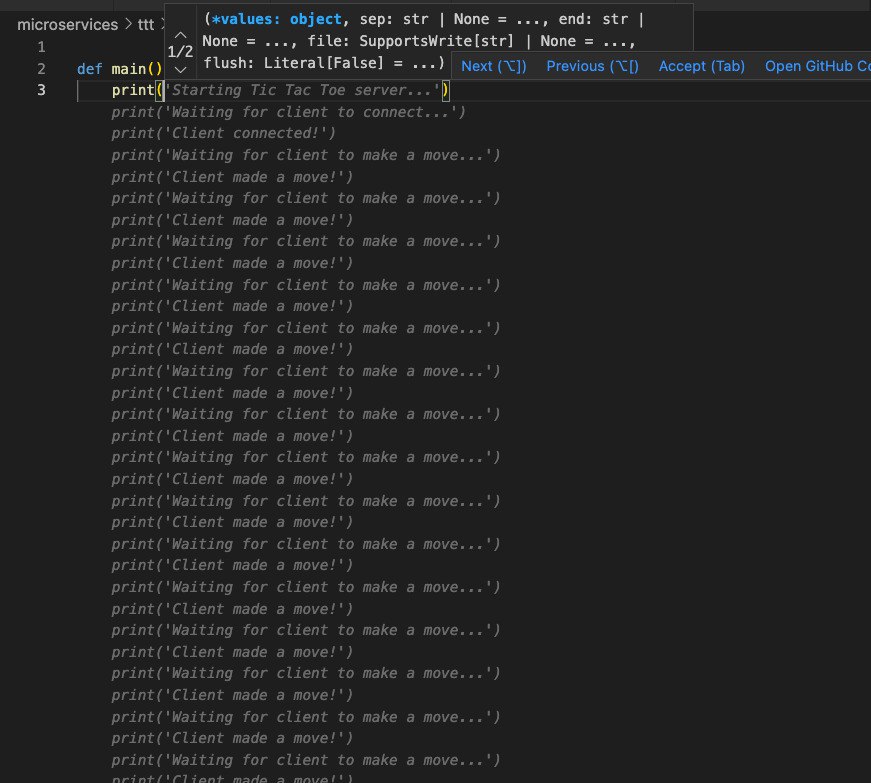 microservices > ttt >
(*values: object, sep: str | None = ..., end: str |
1/2 None = ..., file: SupportsWrite[str] | None = ...,
flush: Literal[False] = ...)
Next (⌥]) Previous (⌥[) Accept (Tab) Open GitHub Co
1
2 def main()
3 print('Starting Tic Tac Toe server...')
print('Waiting for client to connect...')
print('Client connected!')
print('Waiting for client to make a move...')
print('Client made a move!')
print('Waiting for client to make a move...')
print('Client made a move!')
print('Waiting for client to make a move...')
print('Client made a move!')
print('Waiting for client to make a move...')
print('Client made a move!')
print('Waiting for client to make a move...')
print('Client made a move!')
print('Waiting for client to make a move...')
print('Client made a move!')
print('Waiting for client to make a move...')
print('Client made a move!')
print('Waiting for client to make a move...')
print('Client made a move!')
print('Waiting for client to make a move...')
print('Client made a move!')
print('Waiting for client to make a move...')
print('Client made a move!')
print('Waiting for client to make a move...')
print('Client made a move!')
print('Waiting for client to make a move...')
print('Client made a move!')
print('Waiting for client to make a move...')
print('Client made a move!')
print('Waiting for client to make a move...')
print('Client made a move!')
print('Waiting for client to make a move...')
print('Client made a move!')